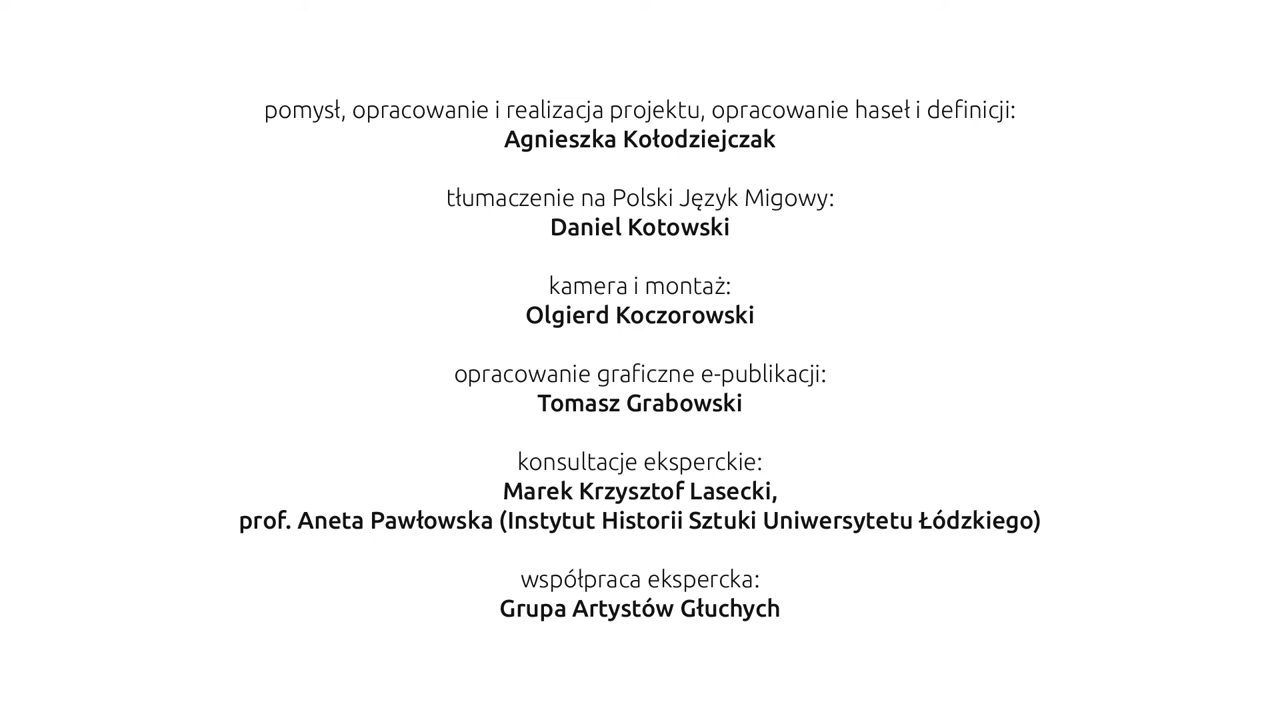 pomysł, opracowanie i realizacja projektu, opracowanie haseł i definicji:
Agnieszka Kołodziejczak
tłumaczenie na Polski Język Migowy:
Daniel Kotowski
kamera i montaż:
Olgierd Koczorowski
opracowanie graficzne e-publikacji:
Tomasz Grabowski
konsultacje eksperckie:
Marek Krzysztof Lasecki,
prof. Aneta Pawłowska (Instytut Historii Sztuki Uniwersytetu Łódzkiego)
współpraca ekspercka:
Grupa Artystów Głuchych